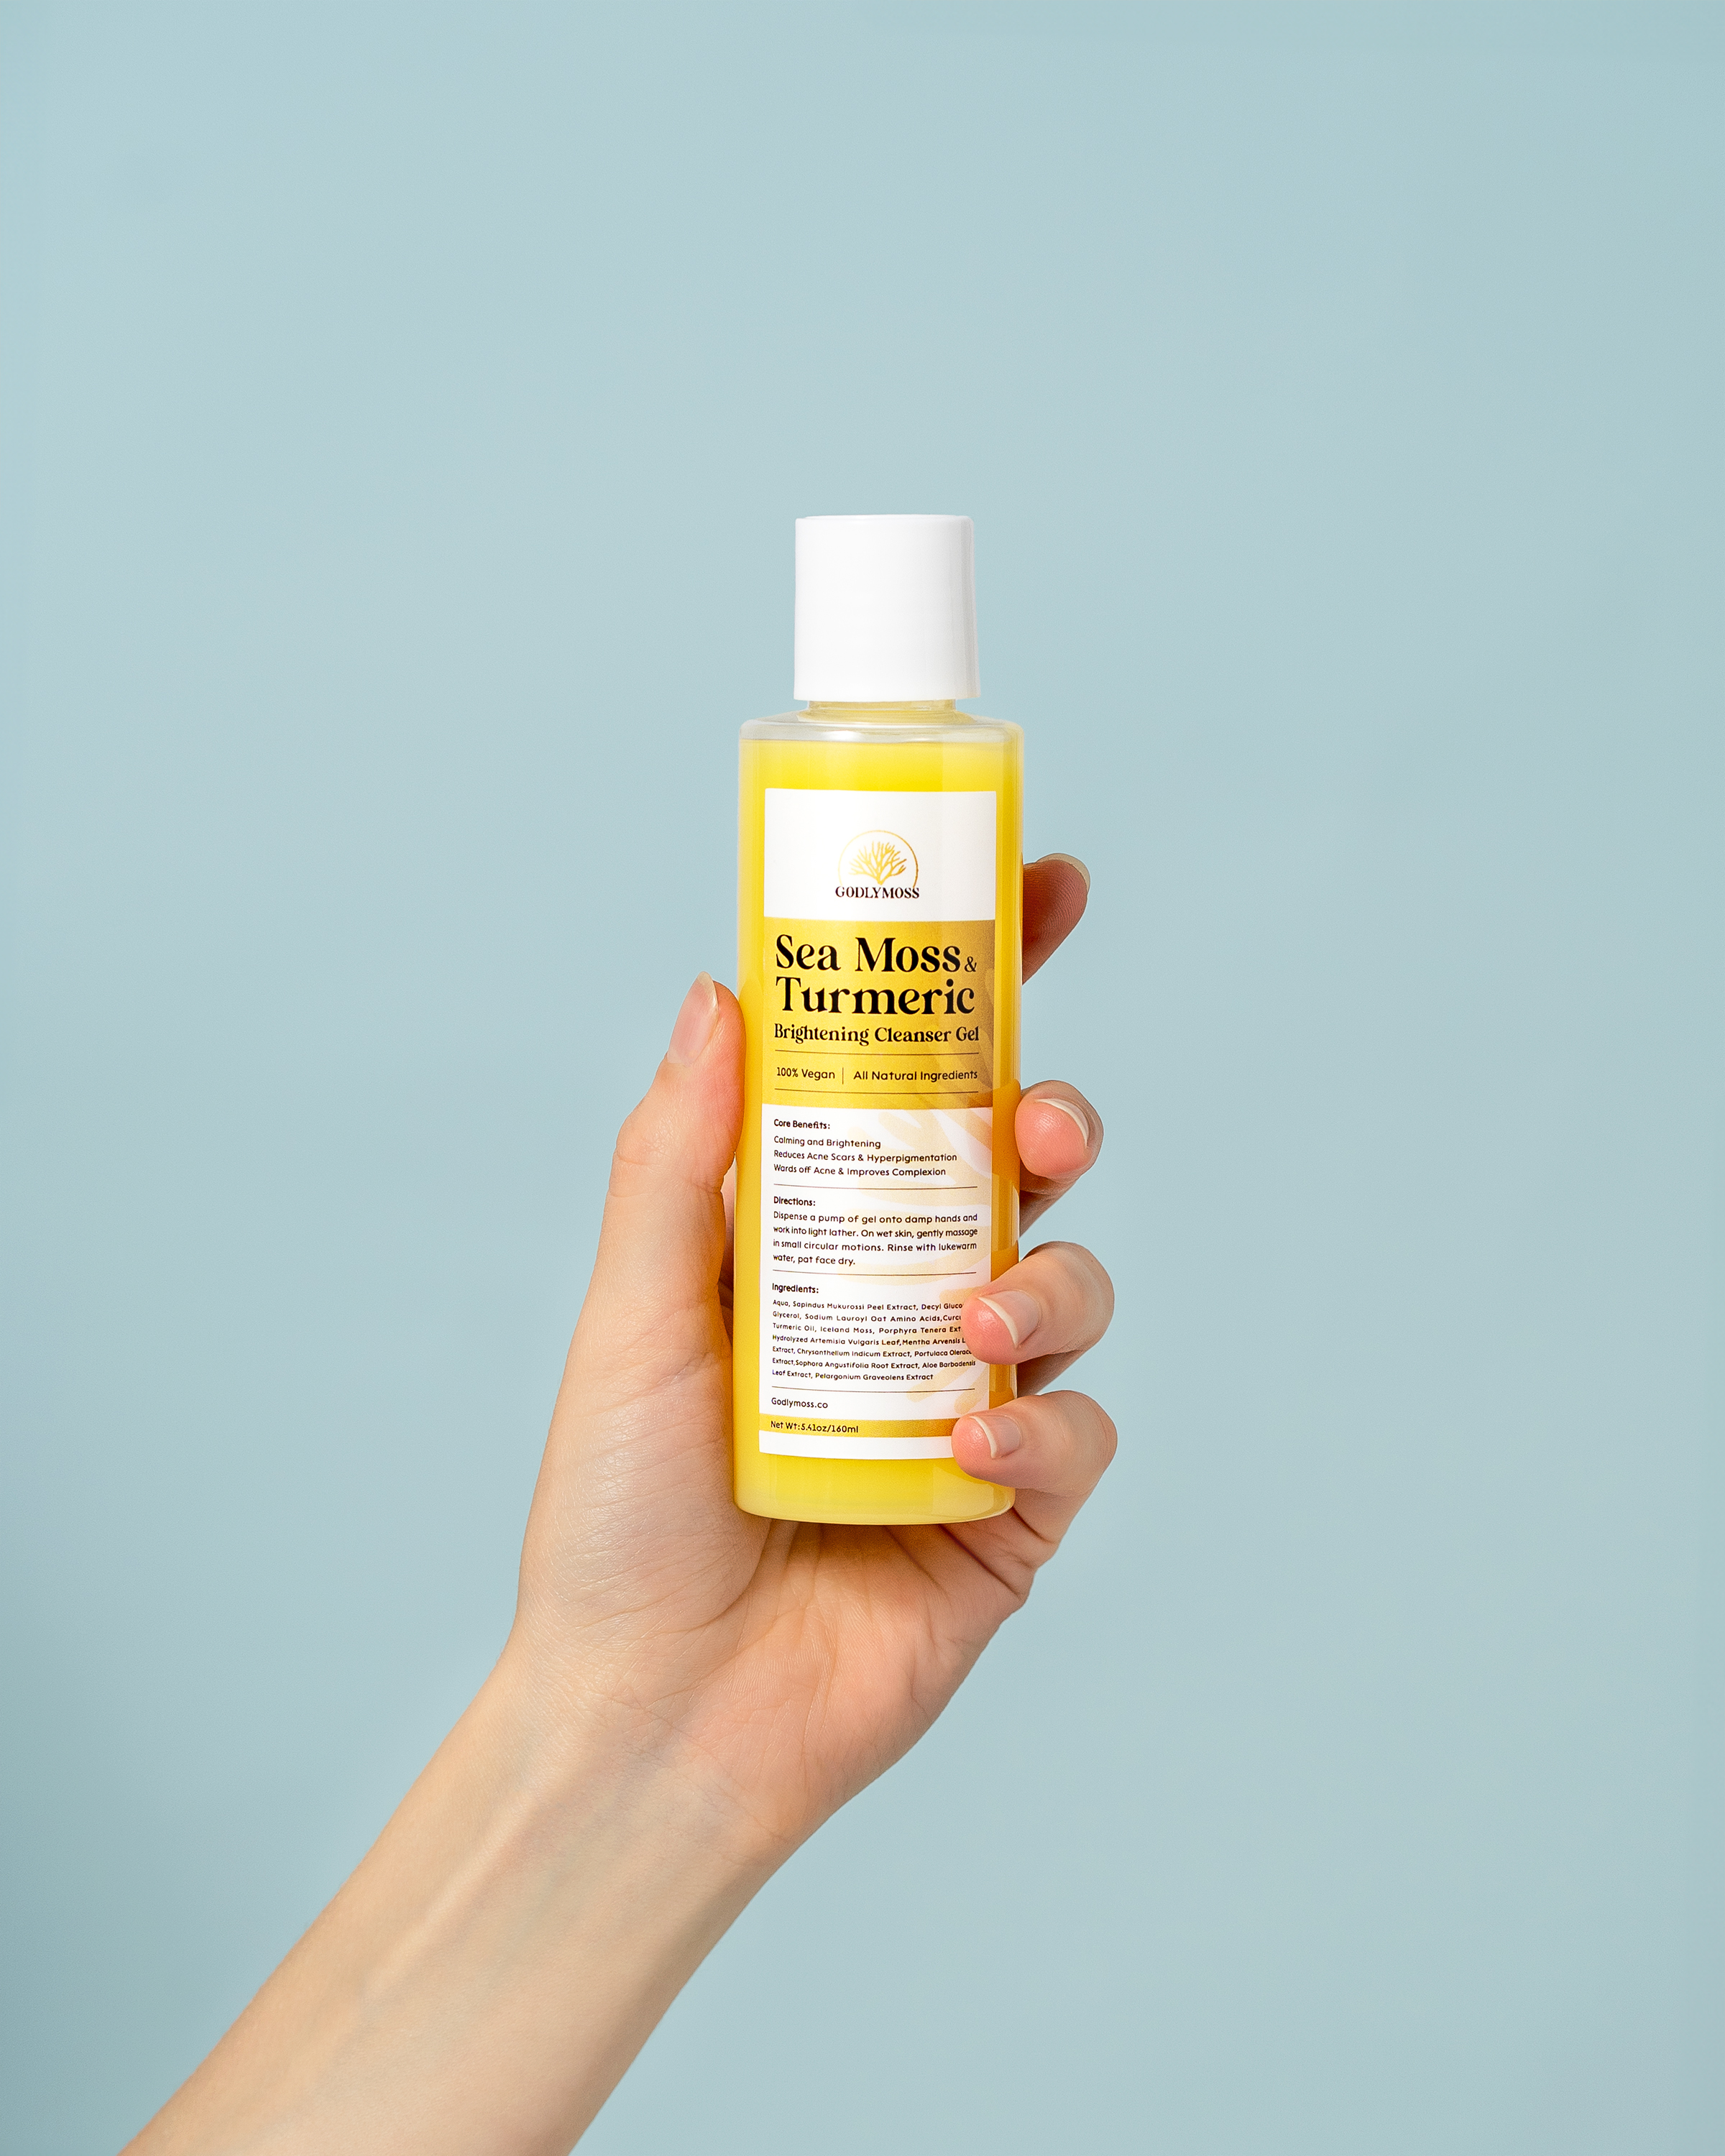 GODLYMOSS
Sea Moss &
Turmeric
Brightening Cleanser Gel
100% Vegan | All Natural Ingredients
Core Benefits:
Calming and Brightening
Reduces Acne Scars & Hyperpigmentation
Wards off Acne & Improves Complexion
Directions:
Dispense a pump of gel onto damp hands and
work into light lather. On wet skin, gently massage
in small circular motions. Rinse with lukewarm
water, pat face dry.
Ingredients:
Aqua, Sapindus Mukurossi Peel Extract, Decyl
Glycerol, Sodium Lauroyl Oat Amino Acids,
Turmeric Oil, Iceland Moss, Porphyra Tenera
Hydrolyzed Artemisia Vulgaris Leaf,Mentha Arvensis
Extract, Chrysanthellum Indicum Extract, Portulaca
Extract,Sophora Angustifolia Root Extract, Aloe Barbadensis
Leaf Extract, Pelargonium Graveolens Extract
Godlymoss.co
Net Wt:5.41oz/160ml